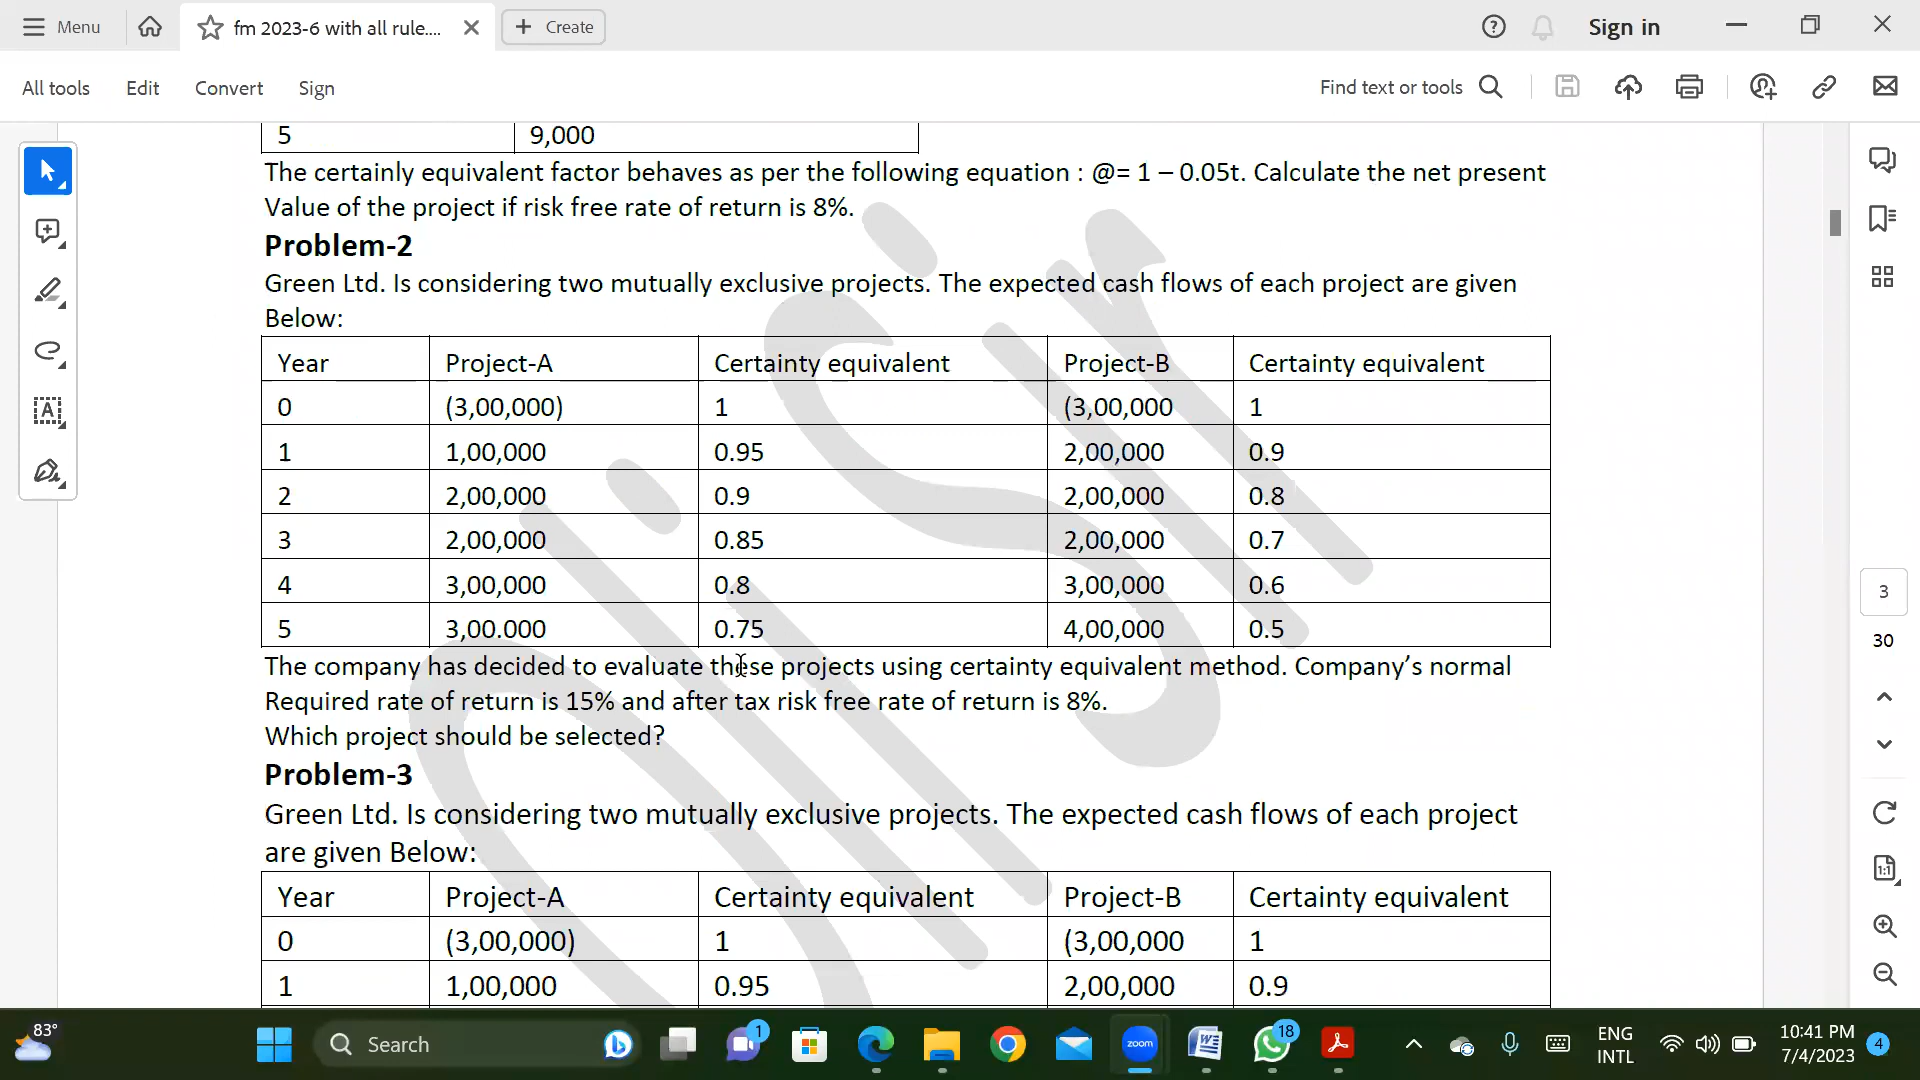 Menu
fm 2023-6 with all rule....
Create
Sign in
All tools
Edit
Convert
Sign
Find text or tools
5 9,000
The certainly equivalent factor behaves as per the following equation : @= 1 – 0.05t. Calculate the net present
Value of the project if risk free rate of return is 8%.
Problem-2
Green Ltd. Is considering two mutually exclusive projects. The expected cash flows of each project are given
Below:
Year Project-A Certainty equivalent Project-B Certainty equivalent
0 (3,00,000) 1 (3,00,000 1
1 1,00,000 0.95 2,00,000 0.9
2 2,00,000 0.9 2,00,000 0.8
3 2,00,000 0.85 2,00,000 0.7
4 3,00,000 0.8 3,00,000 0.6
5 3,00.000 0.75 4,00,000 0.5
The company has decided to evaluate these projects using certainty equivalent method. Company’s normal
Required rate of return is 15% and after tax risk free rate of return is 8%.
Which project should be selected?
Problem-3
Green Ltd. Is considering two mutually exclusive projects. The expected cash flows of each project
are given Below:
Year Project-A Certainty equivalent Project-B Certainty equivalent
0 (3,00,000) 1 (3,00,000 1
1 1,00,000 0.95 2,00,000 0.9
3
30
83°
Search
1
zoom
18
ENG
INTL
10:41 PM
7/4/2023
4